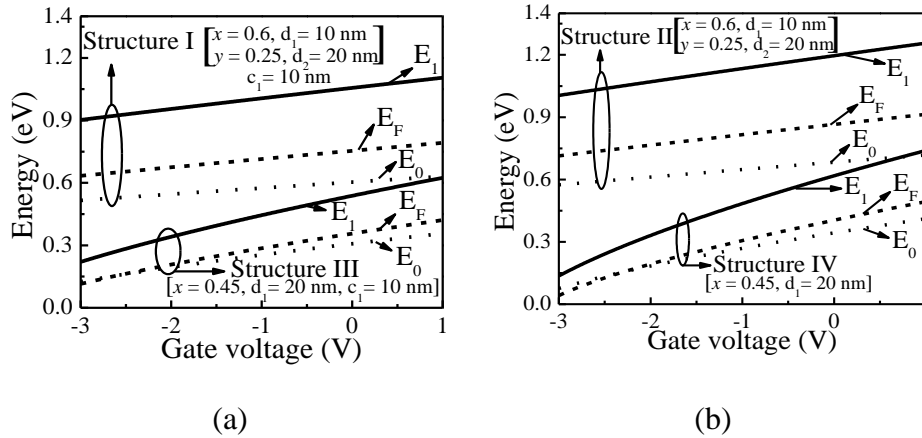 1.4
1.2
0.9
0.6
0.3
0.0
-3
-2
-1
0
1
Energy (eV)
Gate voltage (V)
Structure I
x = 0.6, d1= 10 nm
y = 0.25, d2= 20 nm
c1 = 10 nm
E1
EF
E0
E1
EF
E0
Structure III
[x = 0.45, d1= 20 nm, c1 = 10 nm]
(a)
1.4
1.2
0.9
0.6
0.3
0.0
-3
-2
-1
0
Energy (eV)
Gate voltage (V)
Structure II
x = 0.6, d1= 10 nm
y = 0.25, d2= 20 nm
E1
EF
E0
E1
EF
E0
Structure IV
[x = 0.45, d1= 20 nm]
(b)